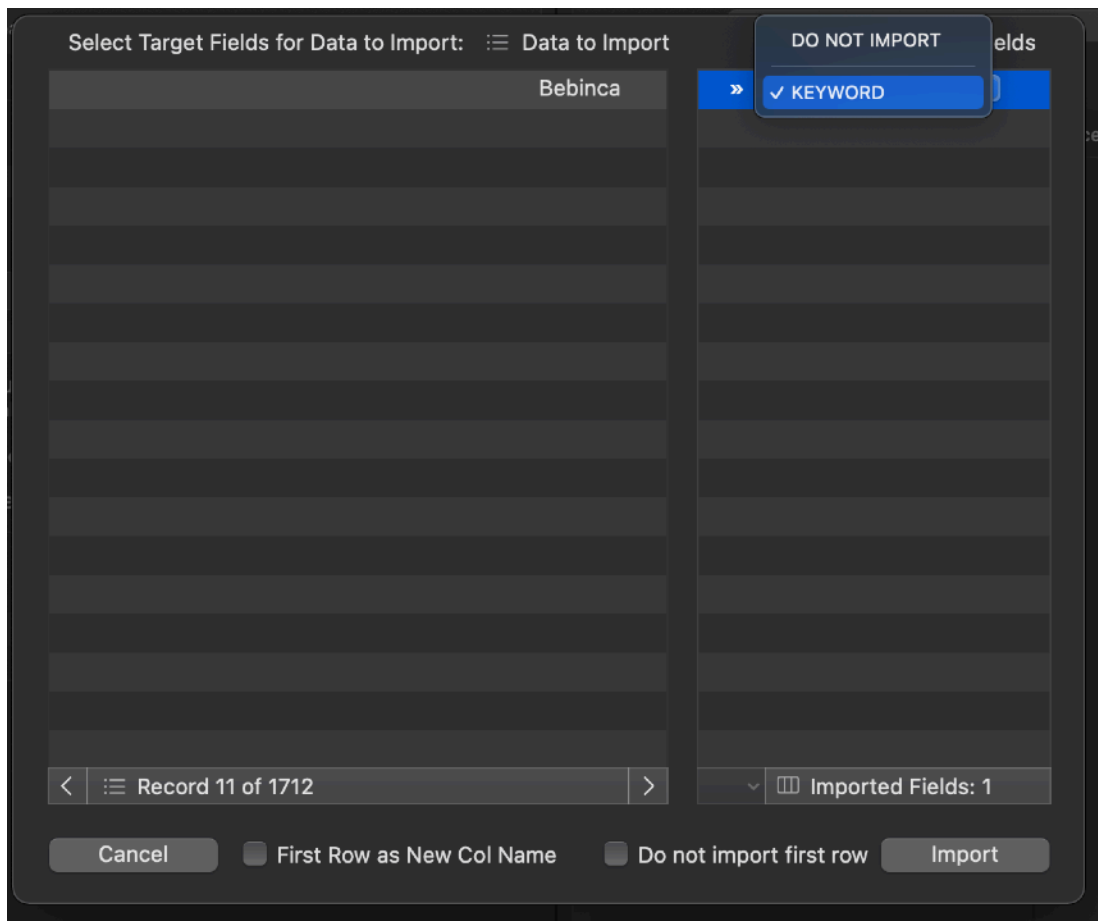 Select Target Fields for Data to Import: Data to Import elds
DO NOT IMPORT
Bebinca
» ✓ KEYWORD
Record 11 of 1712
Imported Fields: 1
Cancel
First Row as New Col Name
Do not import first row
Import